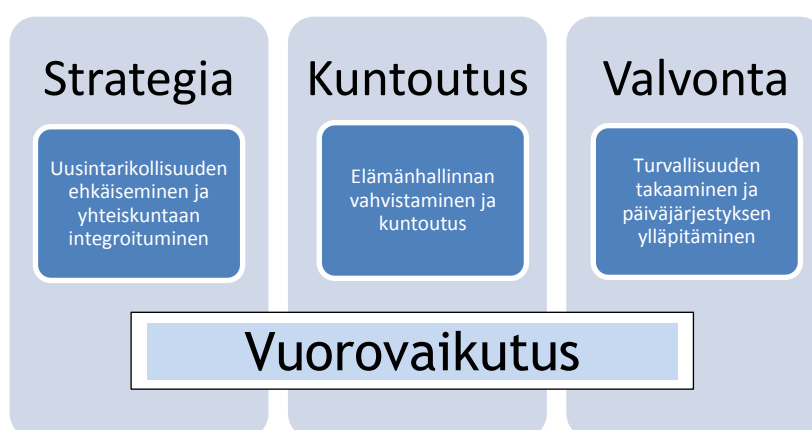 Strategia
Uusintarikollisuuden
ehkäiseminen ja
yhteiskuntaan
integroituminen
Kuntoutus
Elämänhallinnan
vahvistaminen ja
kuntoutus
Valvonta
Turvallisuuden
takaaminen ja
päiväjärjestyksen
ylläpitäminen
Vuorovaikutus